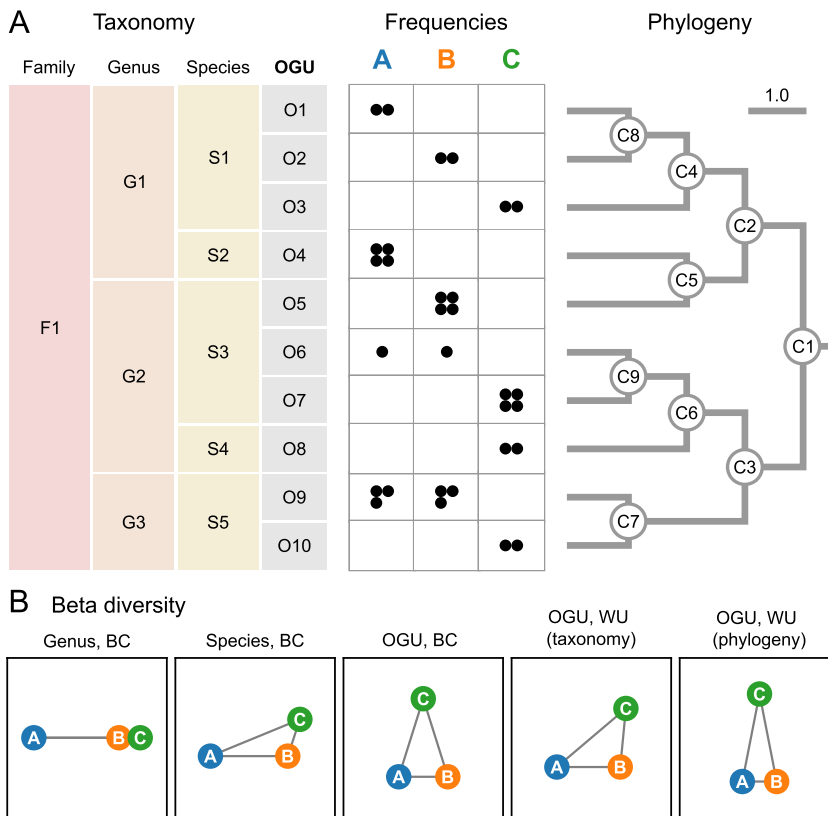 A Taxonomy Frequencies Phylogeny
Family Genus Species OGU A B C
F1
G1
G2
G3
S1
S2
S3
S4
S5
O1
O2
O3
O4
O5
O6
O7
O8
O9
O10
1.0
C8
C4
C2
C5
C1
C9
C6
C3
C7
B Beta diversity
Genus, BC
A B C
Species, BC
A B C
OGU, BC
A B C
OGU, WU
(taxonomy)
A B C
OGU, WU
(phylogeny)
A B C